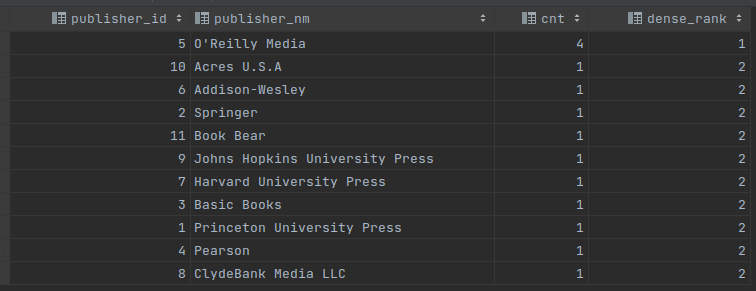 publisher_id publisher_nm cnt dense_rank
5 O'Reilly Media 4 1
10 Acres U.S.A 1 2
6 Addison-Wesley 1 2
2 Springer 1 2
11 Book Bear 1 2
9 Johns Hopkins University Press 1 2
7 Harvard University Press 1 2
3 Basic Books 1 2
1 Princeton University Press 1 2
4 Pearson 1 2
8 ClydeBank Media LLC 1 2